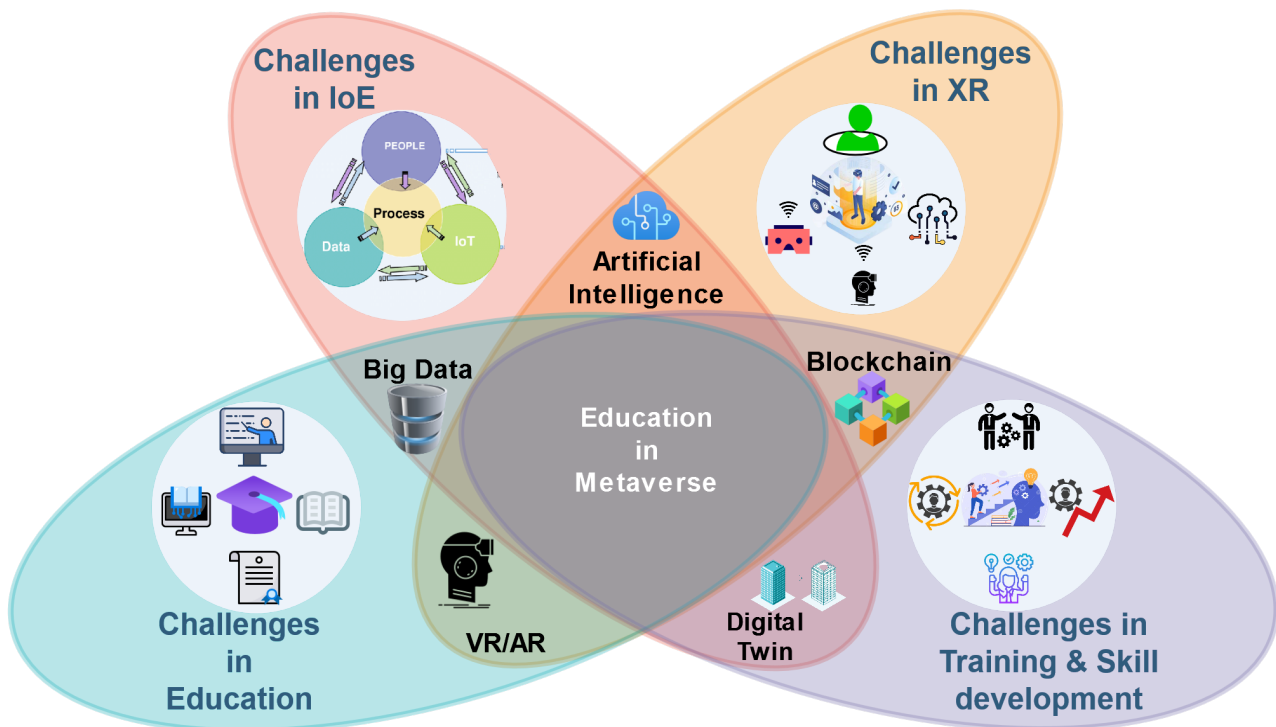 Challenges
in IoE
Challenges
in XR
PEOPLE
Process
Data
IoT
Artificial
Intelligence
Big Data
Blockchain
Education
in
Metaverse
VR/AR
Digital
Twin
Challenges
in
Education
Challenges in
Training & Skill
development